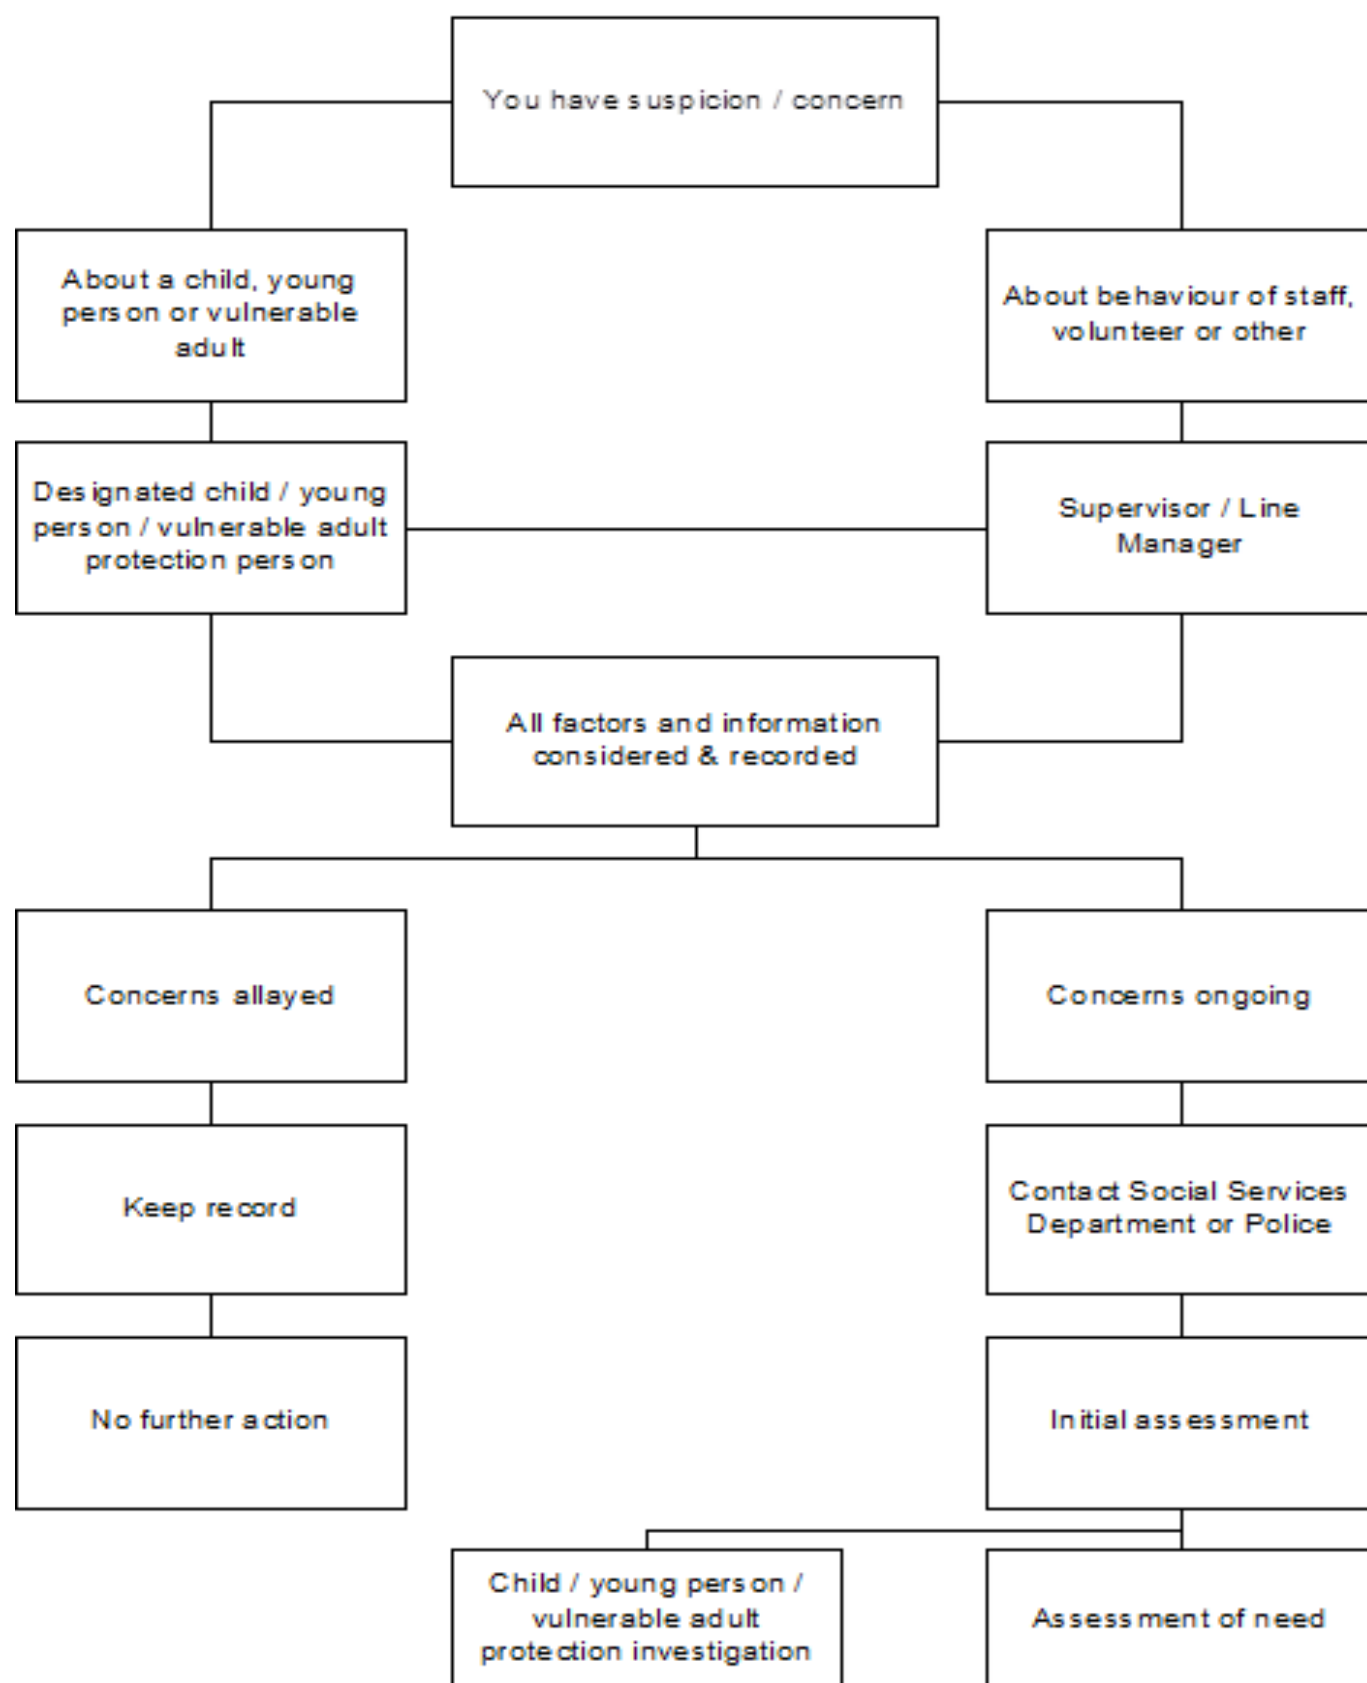 You have suspicion / concern
About a child, young
person or vulnerable
adult
About behaviour of staff,
volunteer or other
Designated child / young
person / vulnerable adult
protection person
Supervisor / Line
Manager
All factors and information
considered & recorded
Concerns allayed
Concerns ongoing
Keep record
Contact Social Services
Department or Police
No further action
Initial assessment
Child / young person /
vulnerable adult
protection investigation
Assessment of need